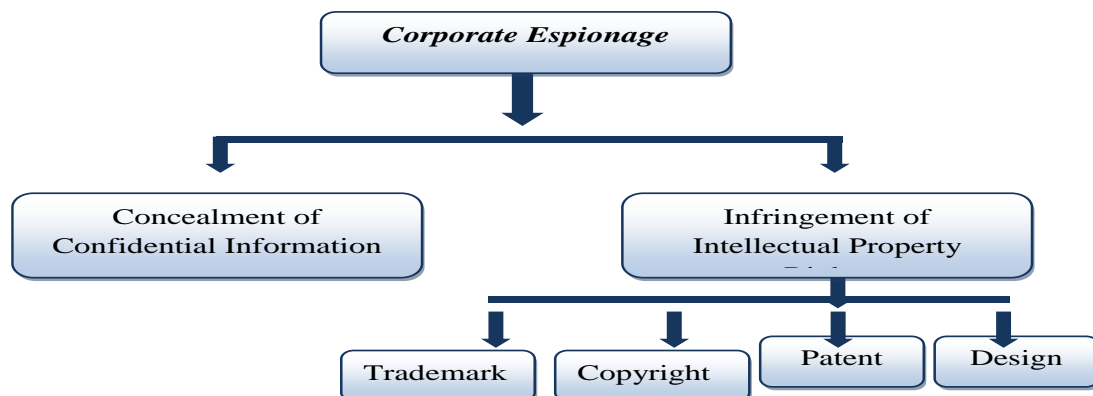 Corporate Espionage
Concealment of
Confidential Information
Infringement of
Intellectual Property
Trademark
Copyright
Patent
Design